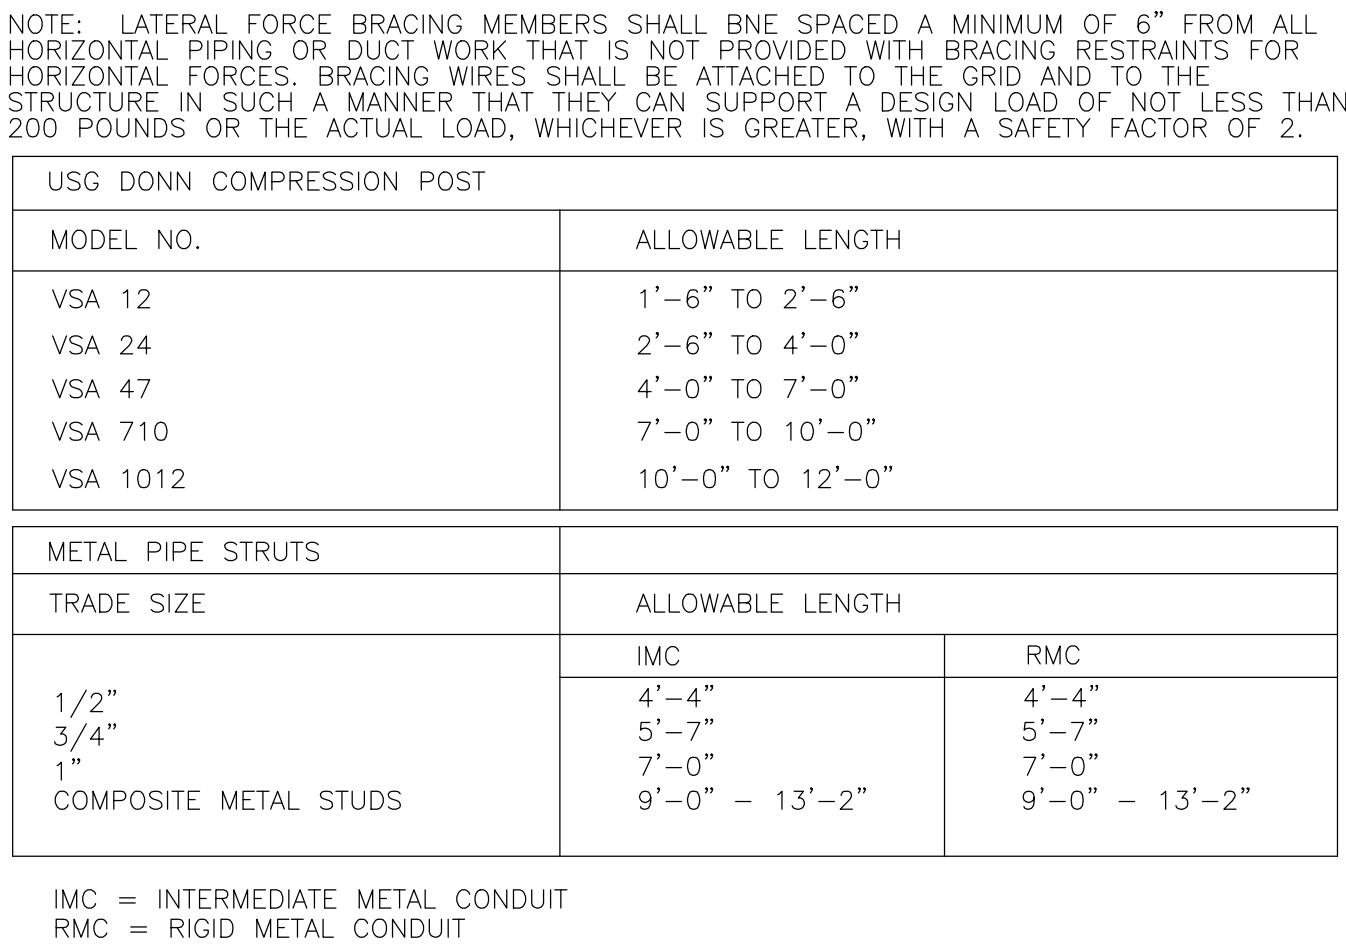 NOTE: LATERAL FORCE BRACING MEMBERS SHALL BNE SPACED A MINIMUM OF 6” FROM ALL
HORIZONTAL PIPING OR DUCT WORK THAT IS NOT PROVIDED WITH BRACING RESTRAINTS FOR
HORIZONTAL FORCES. BRACING WIRES SHALL BE ATTACHED TO THE GRID AND TO THE
STRUCTURE IN SUCH A MANNER THAT THEY CAN SUPPORT A DESIGN LOAD OF NOT LESS THAN
200 POUNDS OR THE ACTUAL LOAD, WHICHEVER IS GREATER, WITH A SAFETY FACTOR OF 2.
USG DONN COMPRESSION POST
MODEL NO. ALLOWABLE LENGTH
VSA 12 1’–6” TO 2’–6”
VSA 24 2’–6” TO 4’–0”
VSA 47 4’–0” TO 7’–0”
VSA 710 7’–0” TO 10’–0”
VSA 1012 10’–0” TO 12’–0”
METAL PIPE STRUTS
TRADE SIZE ALLOWABLE LENGTH
IMC RMC
1/2” 4’–4” 4’–4”
3/4” 5’–7” 5’–7”
1” 7’–0” 7’–0”
COMPOSITE METAL STUDS 9’–0” – 13’–2” 9’–0” – 13’–2”
IMC = INTERMEDIATE METAL CONDUIT
RMC = RIGID METAL CONDUIT